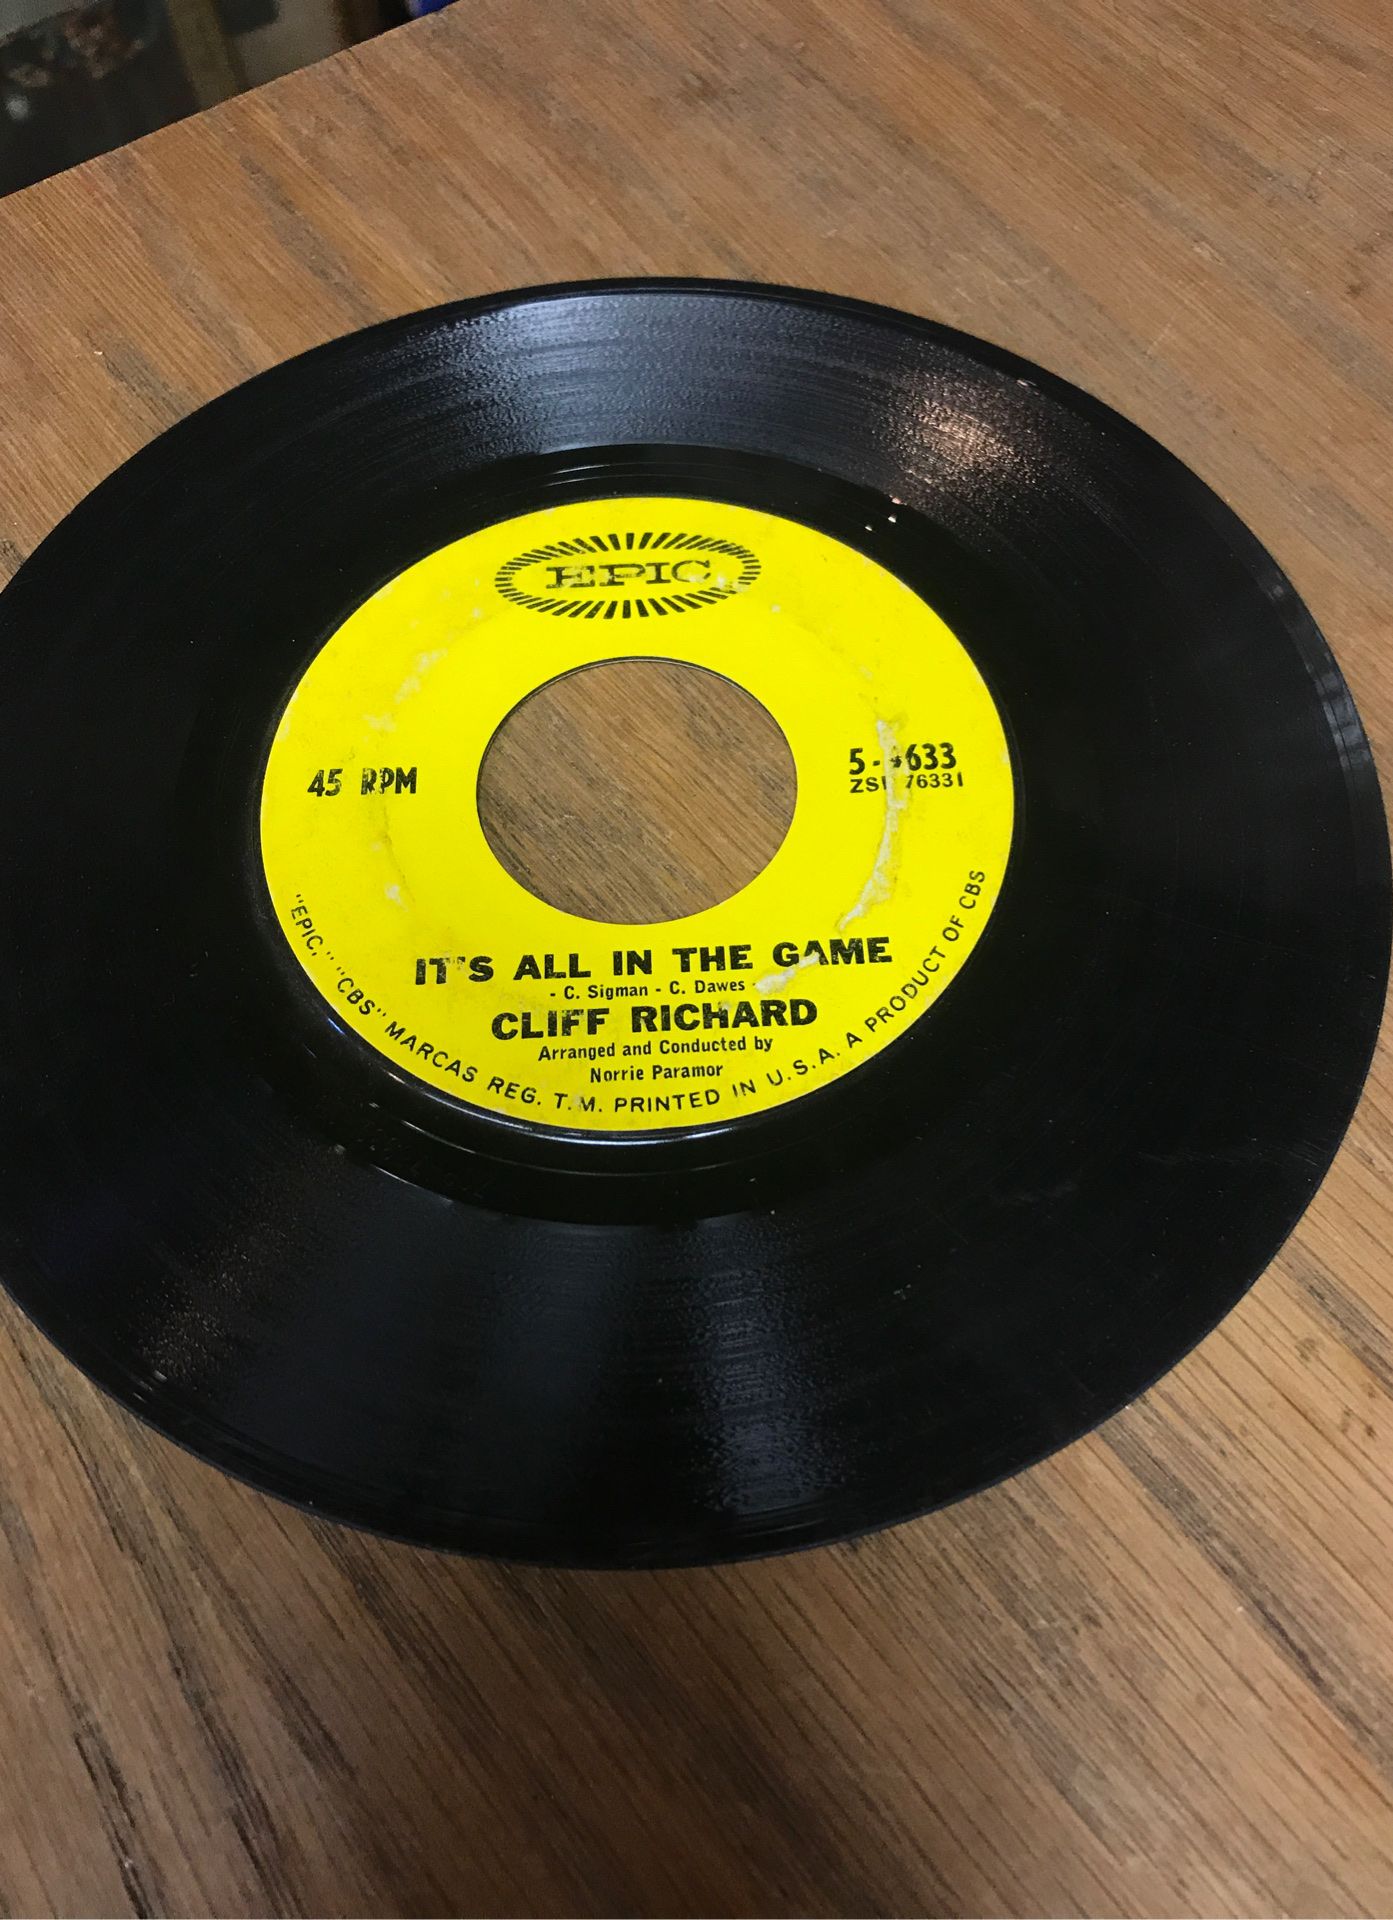 EPIC
45 RPM
5-9633
ZSP 76331
IT'S ALL IN THE GAME
- C. Sigman - C. Dawes -
CLIFF RICHARD
Arranged and Conducted by
Norrie Paramor
"EPIC," "CBS" MARCAS REG. T.M. PRINTED IN U.S.A. A PRODUCT OF CBS